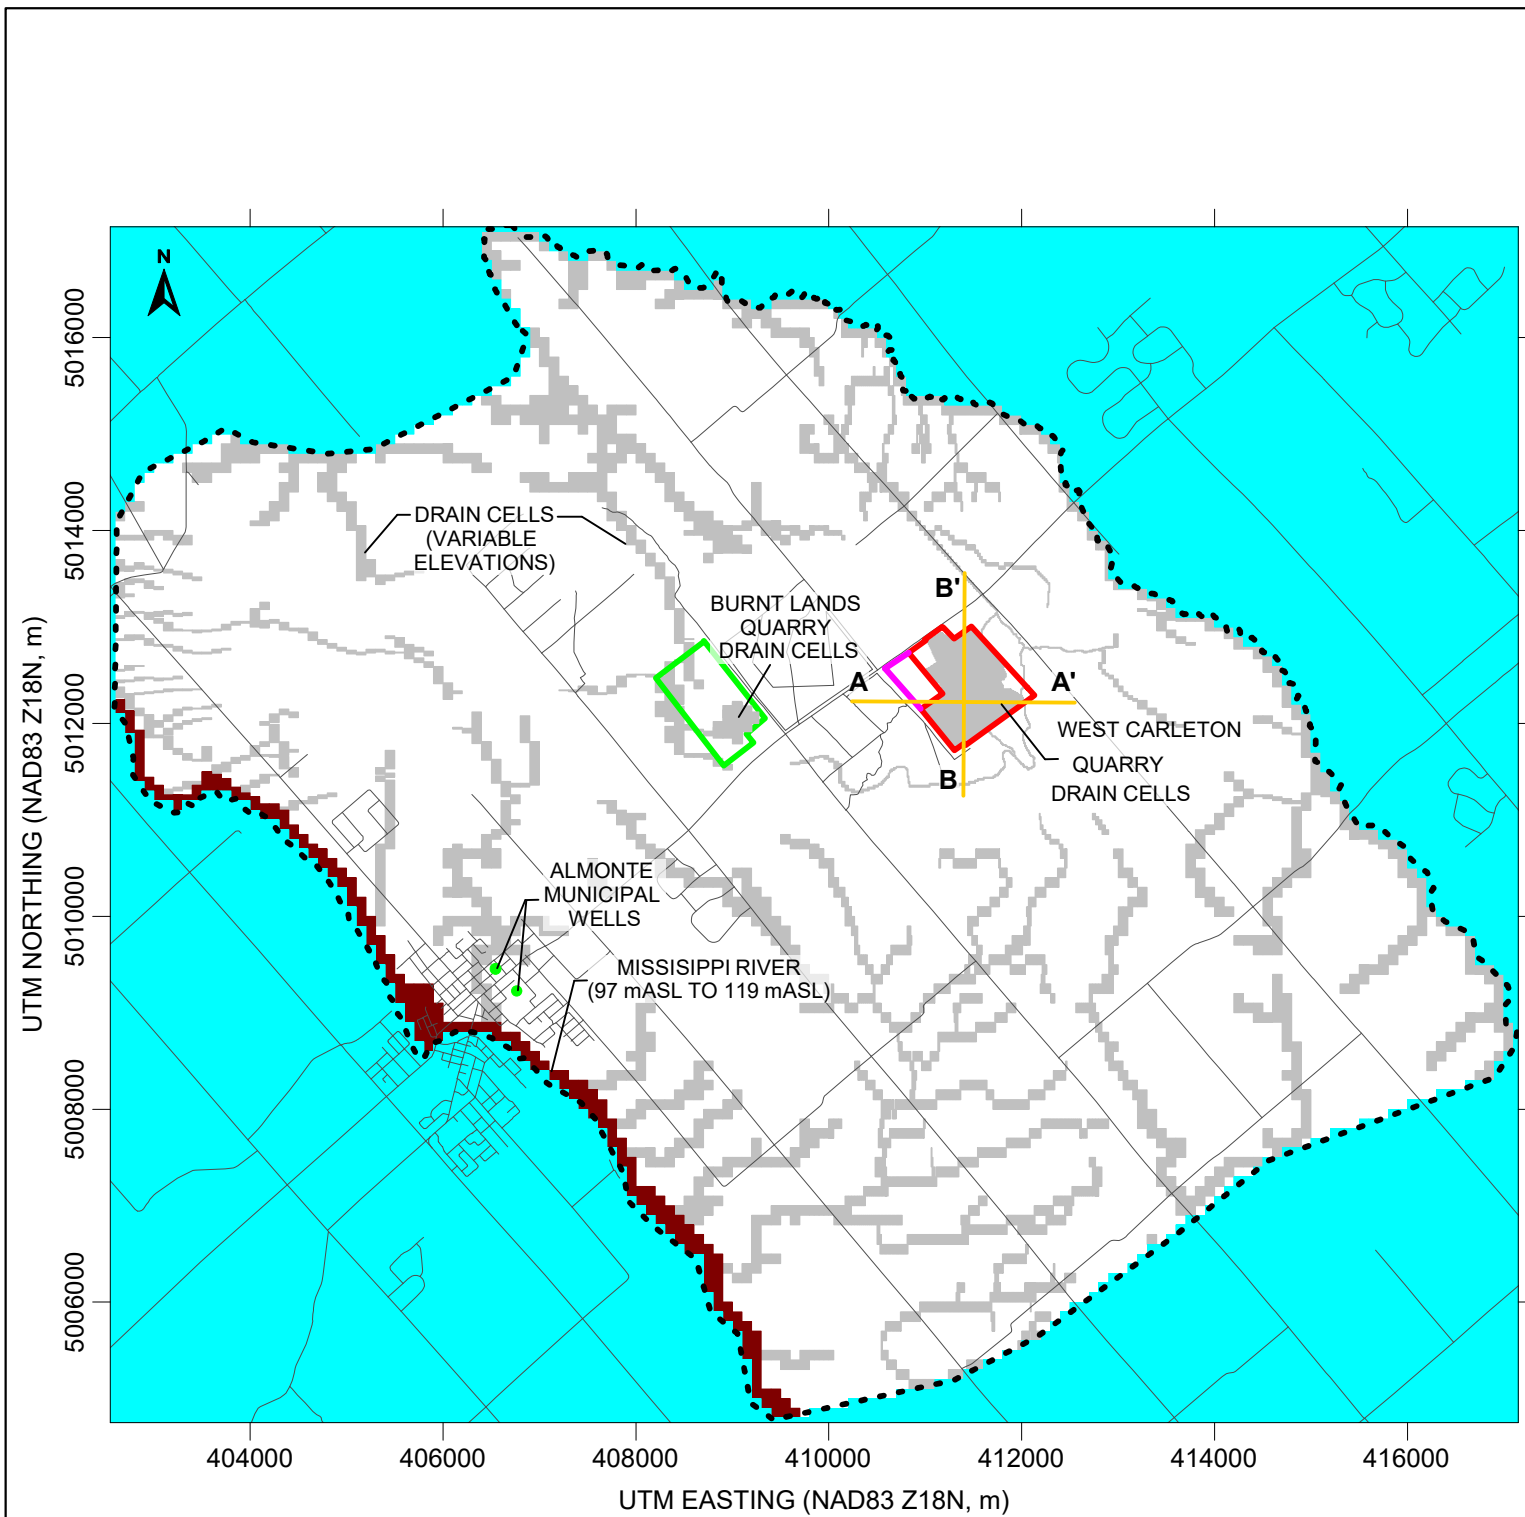 N
DRAIN CELLS
(VARIABLE
ELEVATIONS)
BURNT LANDS
QUARRY
DRAIN CELLS
B'
A
A'
B
WEST CARLETON
QUARRY
DRAIN CELLS
ALMONTE
MUNICIPAL
WELLS
MISSISIPPI RIVER
(97 mASL TO 119 mASL)
5016000
5014000
5012000
5010000
5008000
5006000
UTM NORTHING (NAD83 Z18N, m)
404000
406000
408000
410000
412000
414000
416000
UTM EASTING (NAD83 Z18N, m)